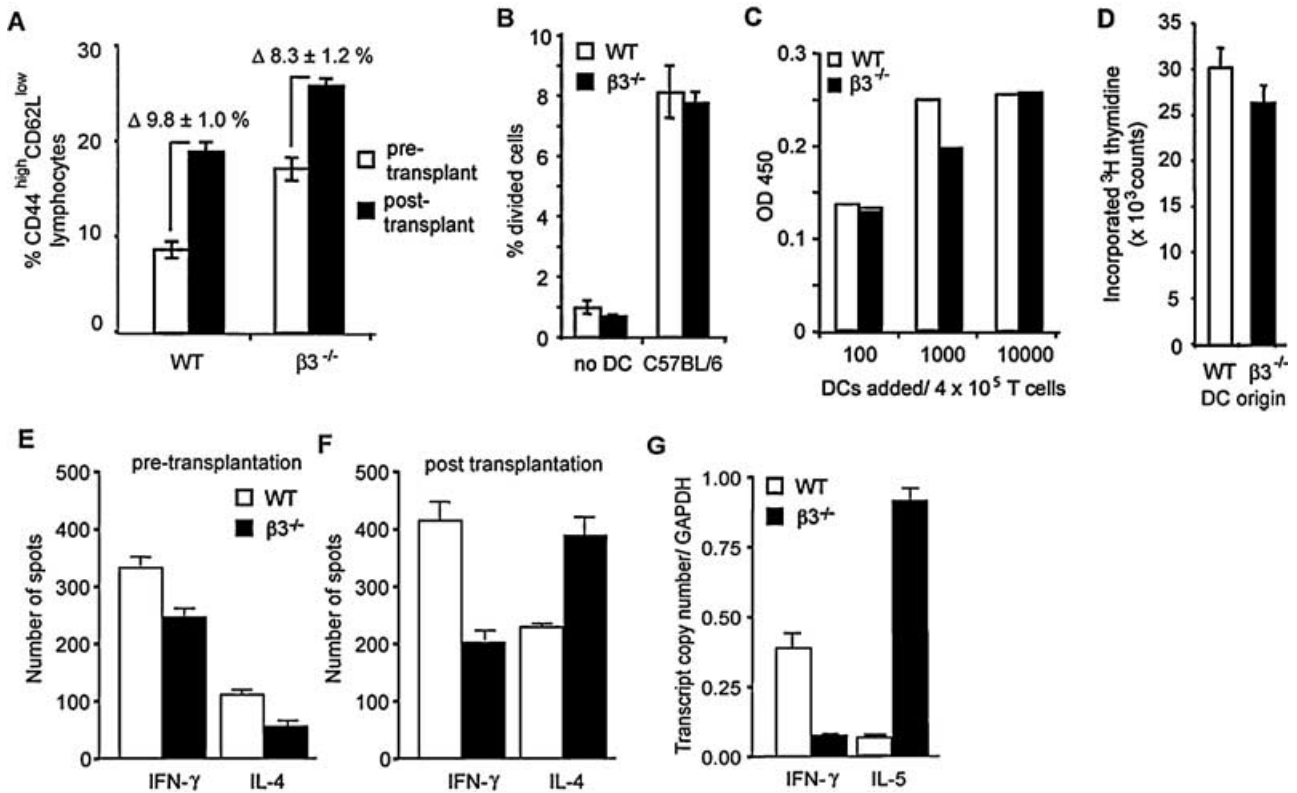 A
% CD44 high CD62L low
lymphocytes
30
20
10
0
Δ 9.8 ± 1.0 %
Δ 8.3 ± 1.2 %
WT
β3 -/-
pre-
transplant
post-
transplant
B
WT
β3-/-
% divided cells
10
8
6
4
2
0
no DC
C57BL/6
C
WT
β3-/-
OD 450
0.3
0.2
0.1
0
100
1000
10000
DCs added/ 4 x 10⁵ T cells
D
Incorporated ³H thymidine
(x 10³counts)
35
30
25
20
15
10
5
0
WT β3-/-
DC origin
E
pre-transplantation
WT
β3-/-
Number of spots
500
400
300
200
100
0
IFN-γ
IL-4
F
post transplantation
Number of spots
500
400
300
200
100
0
IFN-γ
IL-4
G
WT
β3-/-
Transcript copy number/ GAPDH
1.00
0.75
0.50
0.25
0.00
IFN-γ
IL-5